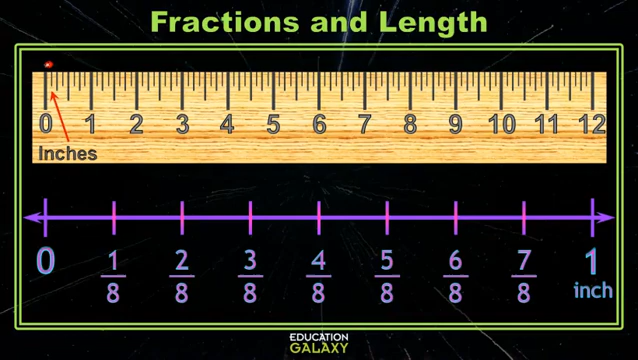 Fractions and Length
0 1 2 3 4 5 6 7 8 9 10 11 12
Inches
0 1/8 2/8 3/8 4/8 5/8 6/8 7/8 1
inch
EDUCATION
GALAXY